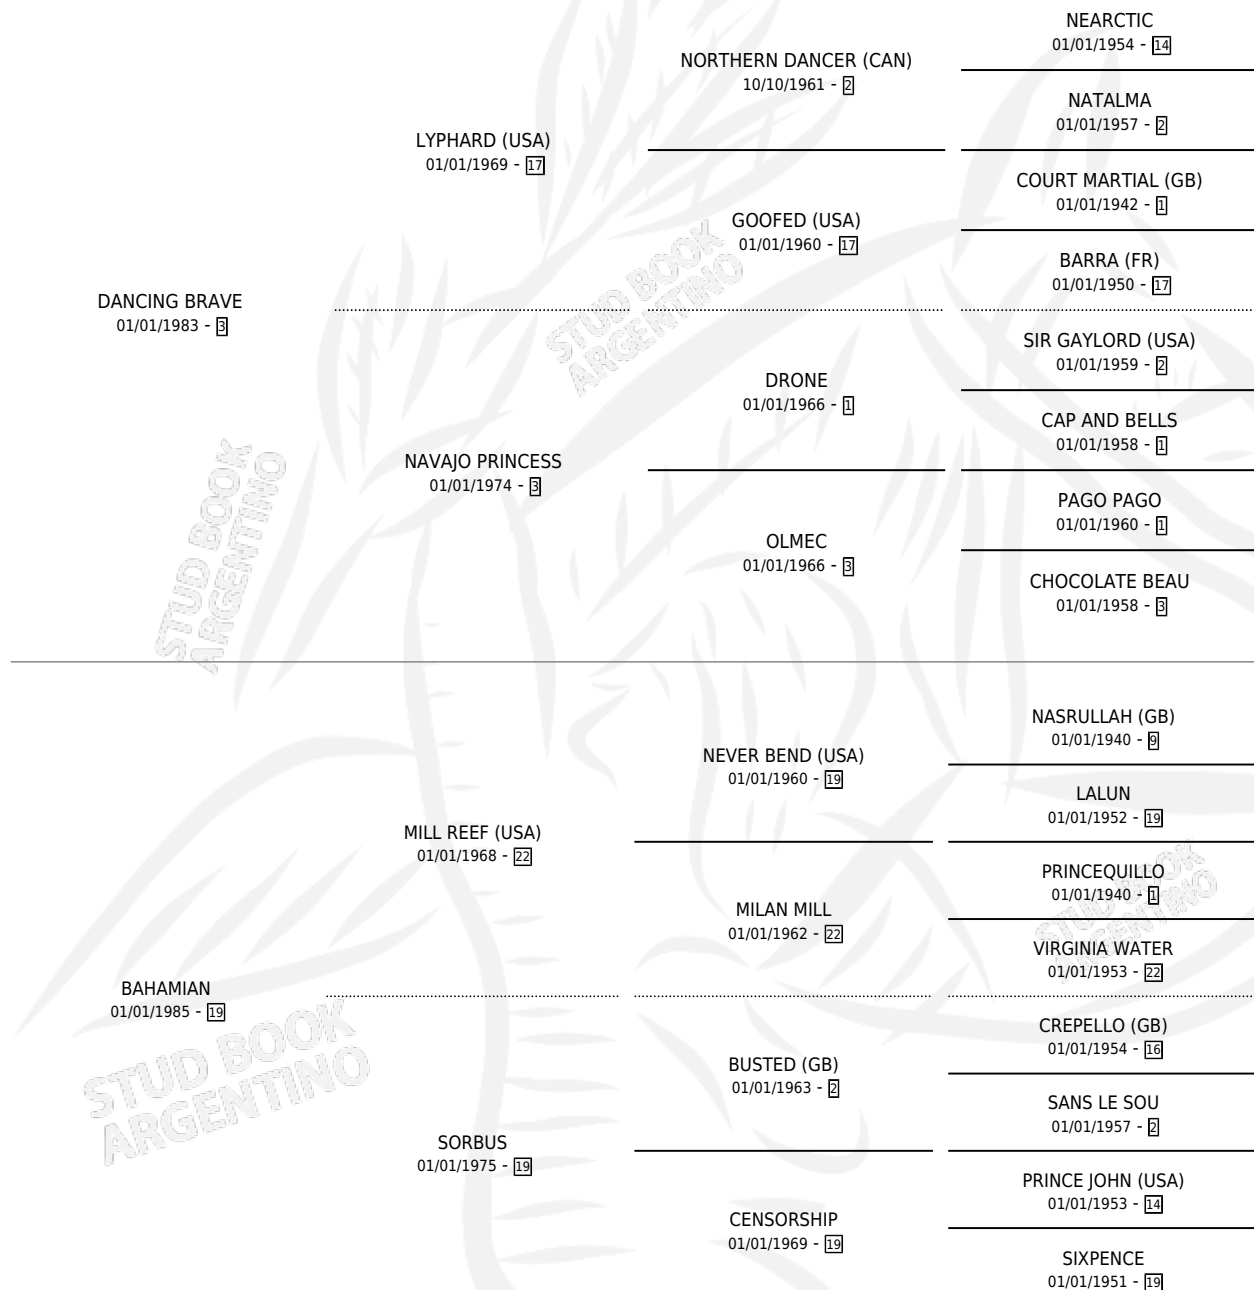 NEARCTIC
01/01/1954 - 14
NORTHERN DANCER (CAN)
10/10/1961 - 2
NATALMA
01/01/1957 - 2
LYPHARD (USA)
01/01/1969 - 17
COURT MARTIAL (GB)
01/01/1942 - 1
GOOFED (USA)
01/01/1960 - 17
BARRA (FR)
01/01/1950 - 17
DANCING BRAVE
01/01/1983 - 3
SIR GAYLORD (USA)
01/01/1959 - 2
DRONE
01/01/1966 - 1
CAP AND BELLS
01/01/1958 - 1
NAVAJO PRINCESS
01/01/1974 - 3
PAGO PAGO
01/01/1960 - 1
OLMEC
01/01/1966 - 3
CHOCOLATE BEAU
01/01/1958 - 3
NASRULLAH (GB)
01/01/1940 - 9
NEVER BEND (USA)
01/01/1960 - 19
LALUN
01/01/1952 - 19
MILL REEF (USA)
01/01/1968 - 22
PRINCEQUILLO
01/01/1940 - 1
MILAN MILL
01/01/1962 - 22
VIRGINIA WATER
01/01/1953 - 22
BAHAMIAN
01/01/1985 - 19
CREPELLO (GB)
01/01/1954 - 16
BUSTED (GB)
01/01/1963 - 2
SANS LE SOU
01/01/1957 - 2
SORBUS
01/01/1975 - 19
PRINCE JOHN (USA)
01/01/1953 - 14
CENSORSHIP
01/01/1969 - 19
SIXPENCE
01/01/1951 - 19
STUD BOOK
ARGENTINO
STUD BOOK
ARGENTINO
STUD BOOK
ARGENTINO
STUD BOOK
ARGENTINO